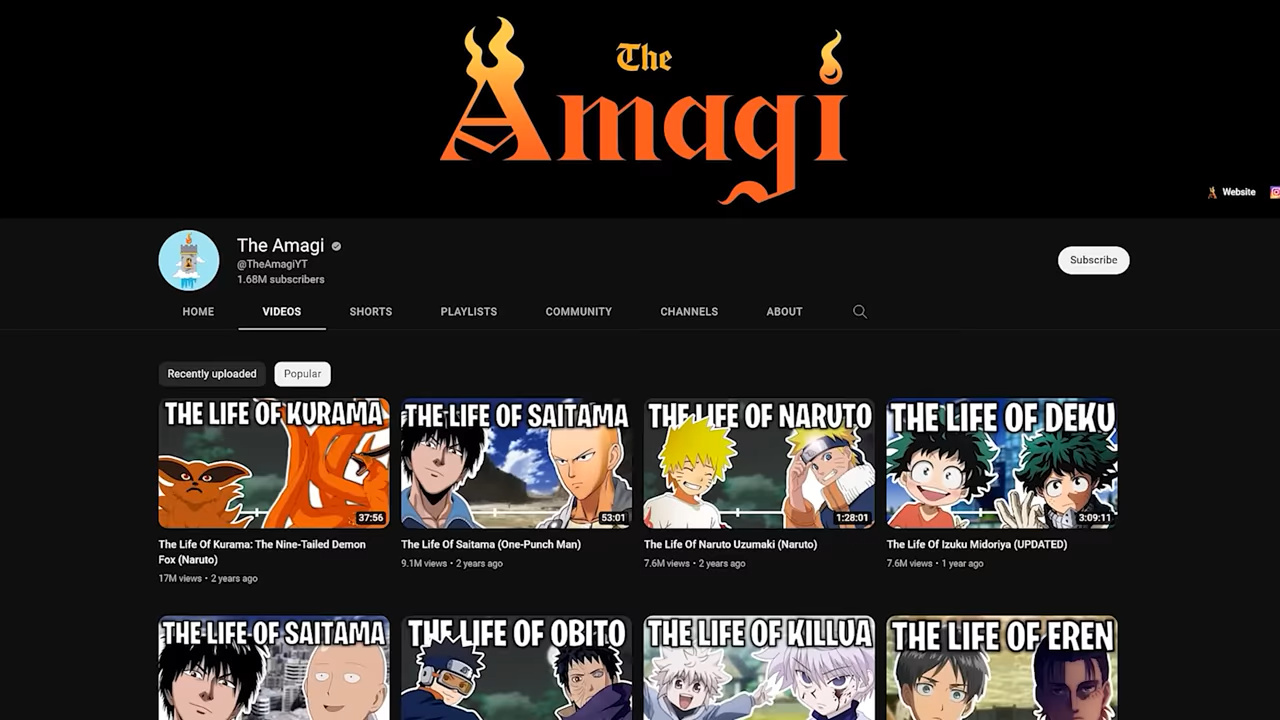 The
Amagi
Website
The Amagi
@TheAmagiYT
1.68M subscribers
Subscribe
HOME VIDEOS SHORTS PLAYLISTS COMMUNITY CHANNELS ABOUT
Recently uploaded Popular
THE LIFE OF KURAMA
37:56
The Life Of Kurama: The Nine-Tailed Demon
Fox (Naruto)
17M views • 2 years ago
THE LIFE OF SAITAMA
53:01
The Life Of Saitama (One-Punch Man)
9.1M views • 2 years ago
THE LIFE OF NARUTO
1:28:01
The Life Of Naruto Uzumaki (Naruto)
7.6M views • 2 years ago
THE LIFE OF DEKU
3:09:11
The Life Of Izuku Midoriya (UPDATED)
7.6M views • 1 year ago
THE LIFE OF SAITAMA
THE LIFE OF OBITO
THE LIFE OF KILLUA
THE LIFE OF EREN